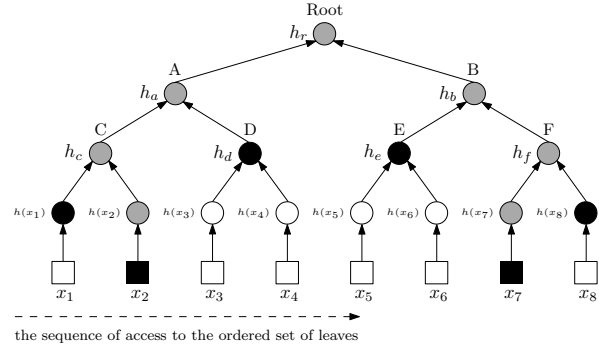 Root
h_r
A B
h_a h_b
C D E F
h_c h_d h_e h_f
h(x_1) h(x_2) h(x_3) h(x_4) h(x_5) h(x_6) h(x_7) h(x_8)
x_1 x_2 x_3 x_4 x_5 x_6 x_7 x_8
the sequence of access to the ordered set of leaves